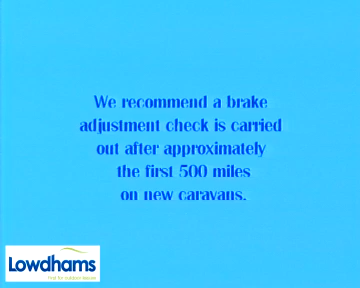 We recommend a brake
adjustment check is carried
out after approximately
the first 500 miles
on new caravans.
Lowdhams